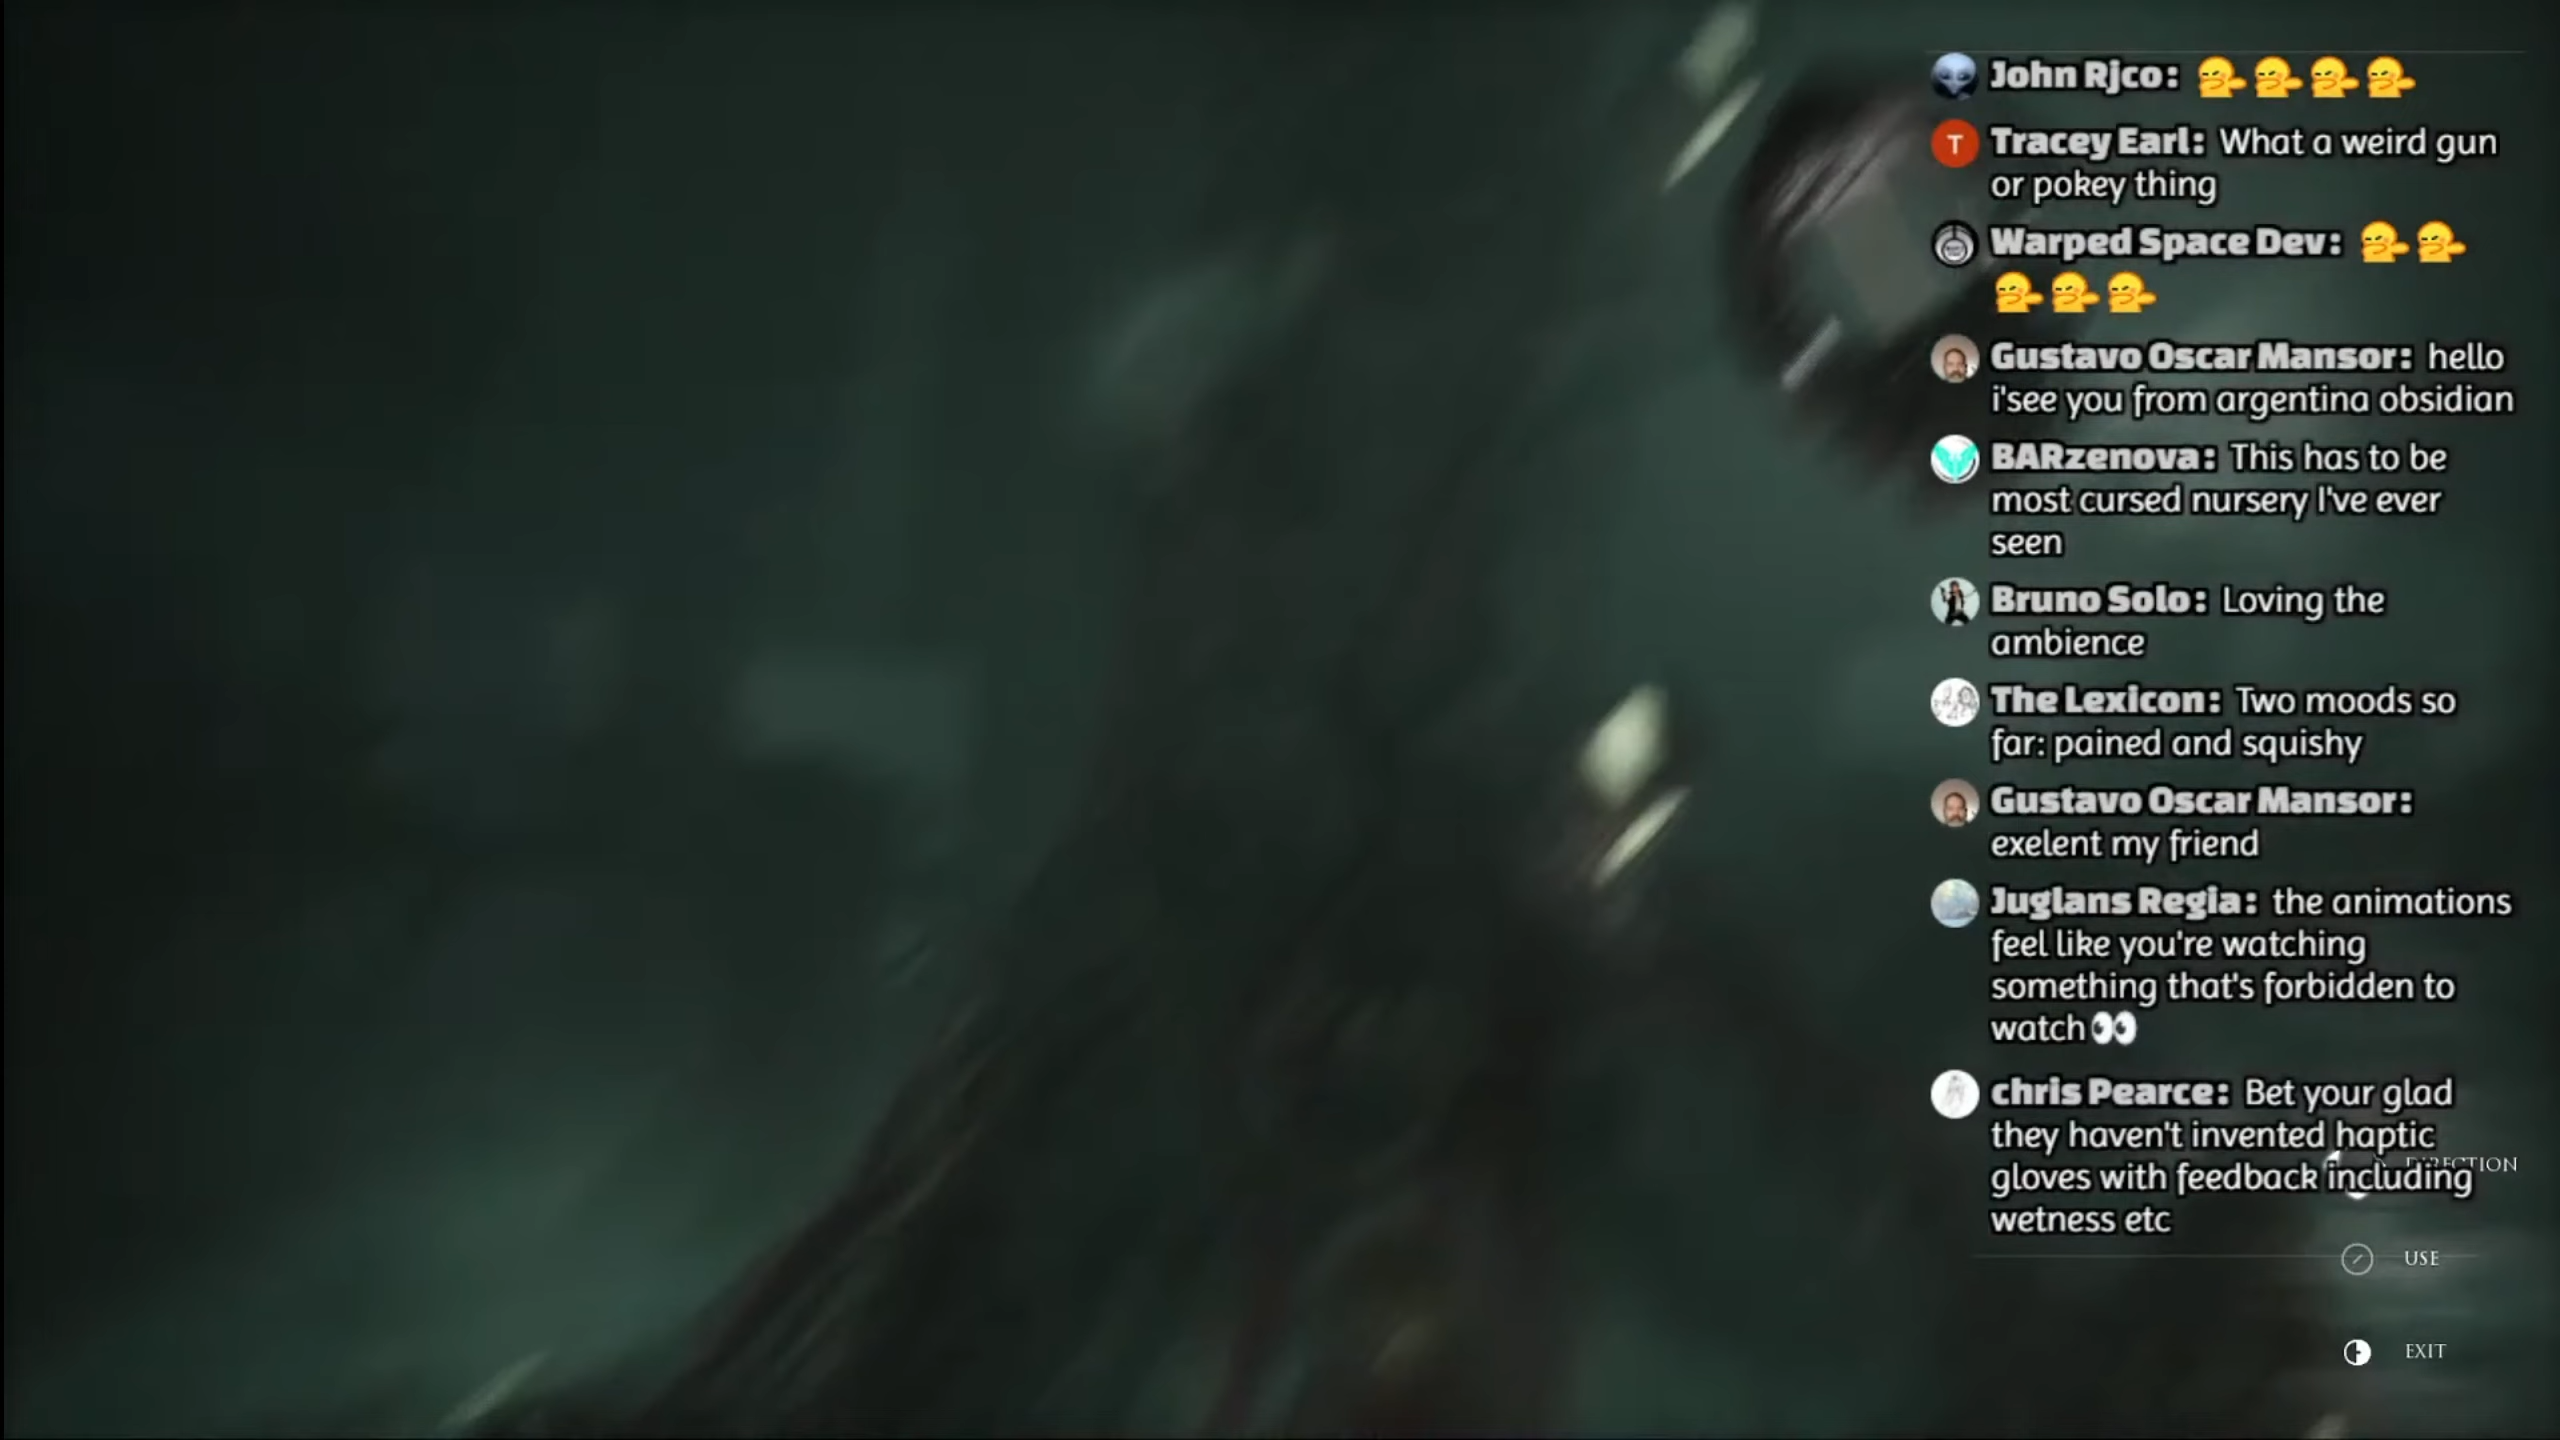 John Rjco:
T
Tracey Earl: What a weird gun
or pokey thing
Warped Space Dev:
Gustavo Oscar Mansor: hello
i'see you from argentina obsidian
BARzenova: This has to be
most cursed nursery I've ever
seen
Bruno Solo: Loving the
ambience
The Lexicon: Two moods so
far: pained and squishy
Gustavo Oscar Mansor:
exelent my friend
Juglans Regia: the animations
feel like you're watching
something that's forbidden to
watch👀
chris Pearce: Bet your glad
they haven't invented haptic
DIRECTION
gloves with feedback including
wetness etc
USE
EXIT